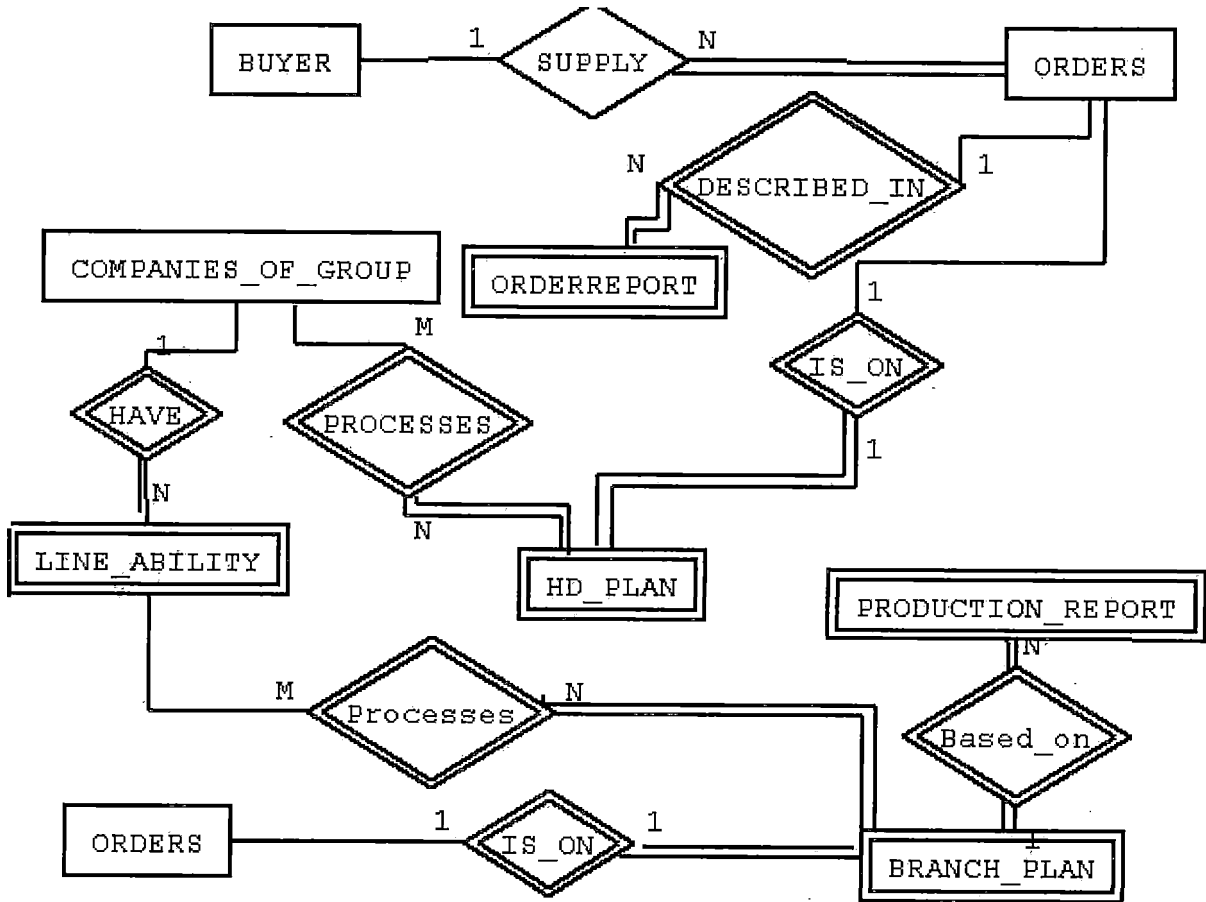 1 N
BUYER SUPPLY ORDERS
N 1
DESCRIBED_IN
COMPANIES_OF_GROUP ORDERREPORT
1
M
1
IS_ON
HAVE PROCESSES
1
N
N
LINE_ABILITY HD_PLAN
PRODUCTION_REPORT
N
M N
Processes Based_on
1 1
ORDERS IS_ON
1
BRANCH_PLAN